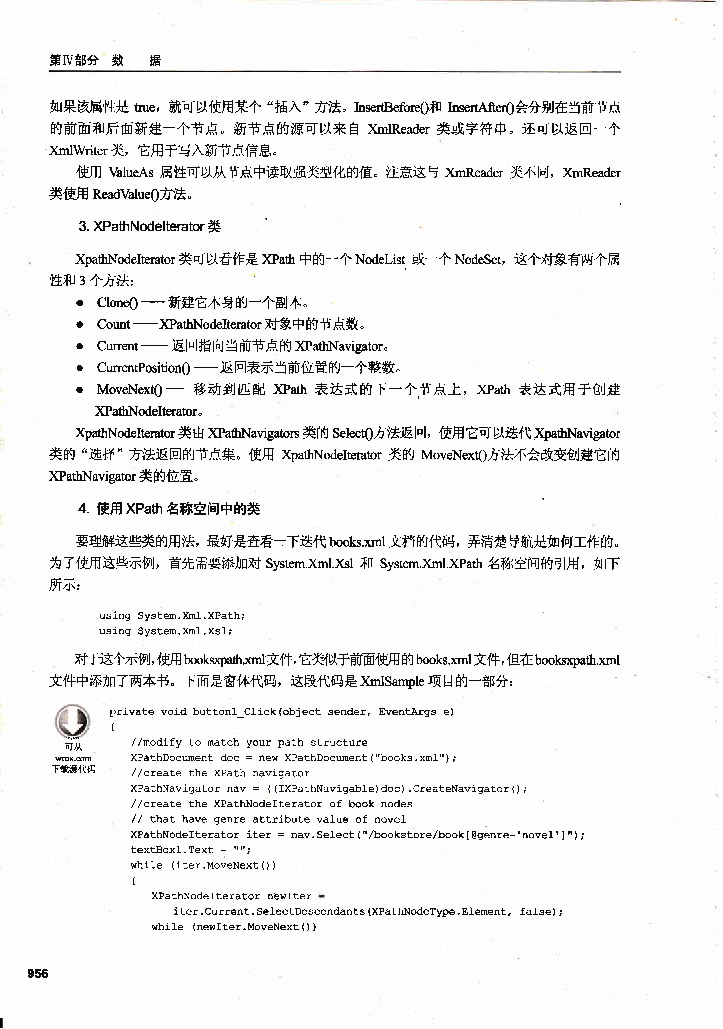 第Ⅳ部分 数 据
如果该属性是 true，就可以使用某个“插入”方法。InsertBefore()和 InsertAfter()会分别在当前节点
的前面和后面新建一个节点。新节点的源可以来自 XmlReader 类或字符串。还可以返回一个
XmlWriter 类，它用于写入新节点信息。
使用 ValueAs 属性可以从节点中读取强类型化的值。注意这与 XmReader 类不同，XmReader
类使用 ReadValue()方法。
3. XPathNodeIterator 类
XpathNodeIterator 类可以看作是 XPath 中的一个 NodeList 或一个 NodeSet，这个对象有两个属
性和 3 个方法：
● Clone() —— 新建它本身的一个副本。
● Count —— XPathNodeIterator 对象中的节点数。
● Current —— 返回指向当前节点的 XPathNavigator。
● CurrentPosition() —— 返回表示当前位置的一个整数。
● MoveNext() —— 移动到匹配 XPath 表达式的下一个节点上，XPath 表达式用于创建
XPathNodeIterator。
XpathNodeIterator 类由 XPathNavigators 类的 Select()方法返回，使用它可以迭代 XpathNavigator
类的“选择”方法返回的节点集。使用 XpathNodeIterator 类的 MoveNext()方法不会改变创建它的
XPathNavigator 类的位置。
4. 使用 XPath 名称空间中的类
要理解这些类的用法，最好是查看一下迭代 books.xml 文档的代码，弄清楚导航是如何工作的。
为了使用这些示例，首先需要添加对 System.Xml.Xsl 和 System.Xml.XPath 名称空间的引用，如下
所示：
using System.Xml.XPath;
using System.Xml.Xsl;
对于这个示例，使用 booksxpath.xml 文件，它类似于前面使用的 books.xml 文件，但在 booksxpath.xml
文件中添加了两本书。下面是窗体代码，这段代码是 XmlSample 项目的一部分：
可从
wrox.com
下载源代码
private void button1_Click(object sender, EventArgs e)
{
//modify to match your path structure
XPathDocument doc = new XPathDocument("books.xml");
//create the XPath navigator
XPathNavigator nav = ((IXPathNavigable)doc).CreateNavigator();
//create the XPathNodeIterator of book nodes
// that have genre attribute value of novel
XPathNodeIterator iter = nav.Select("/bookstore/book[@genre='novel']");
textBox1.Text = "";
while (iter.MoveNext())
{
XPathNodeIterator newIter =
iter.Current.SelectDescendants(XPathNodeType.Element, false);
while (newIter.MoveNext())
956